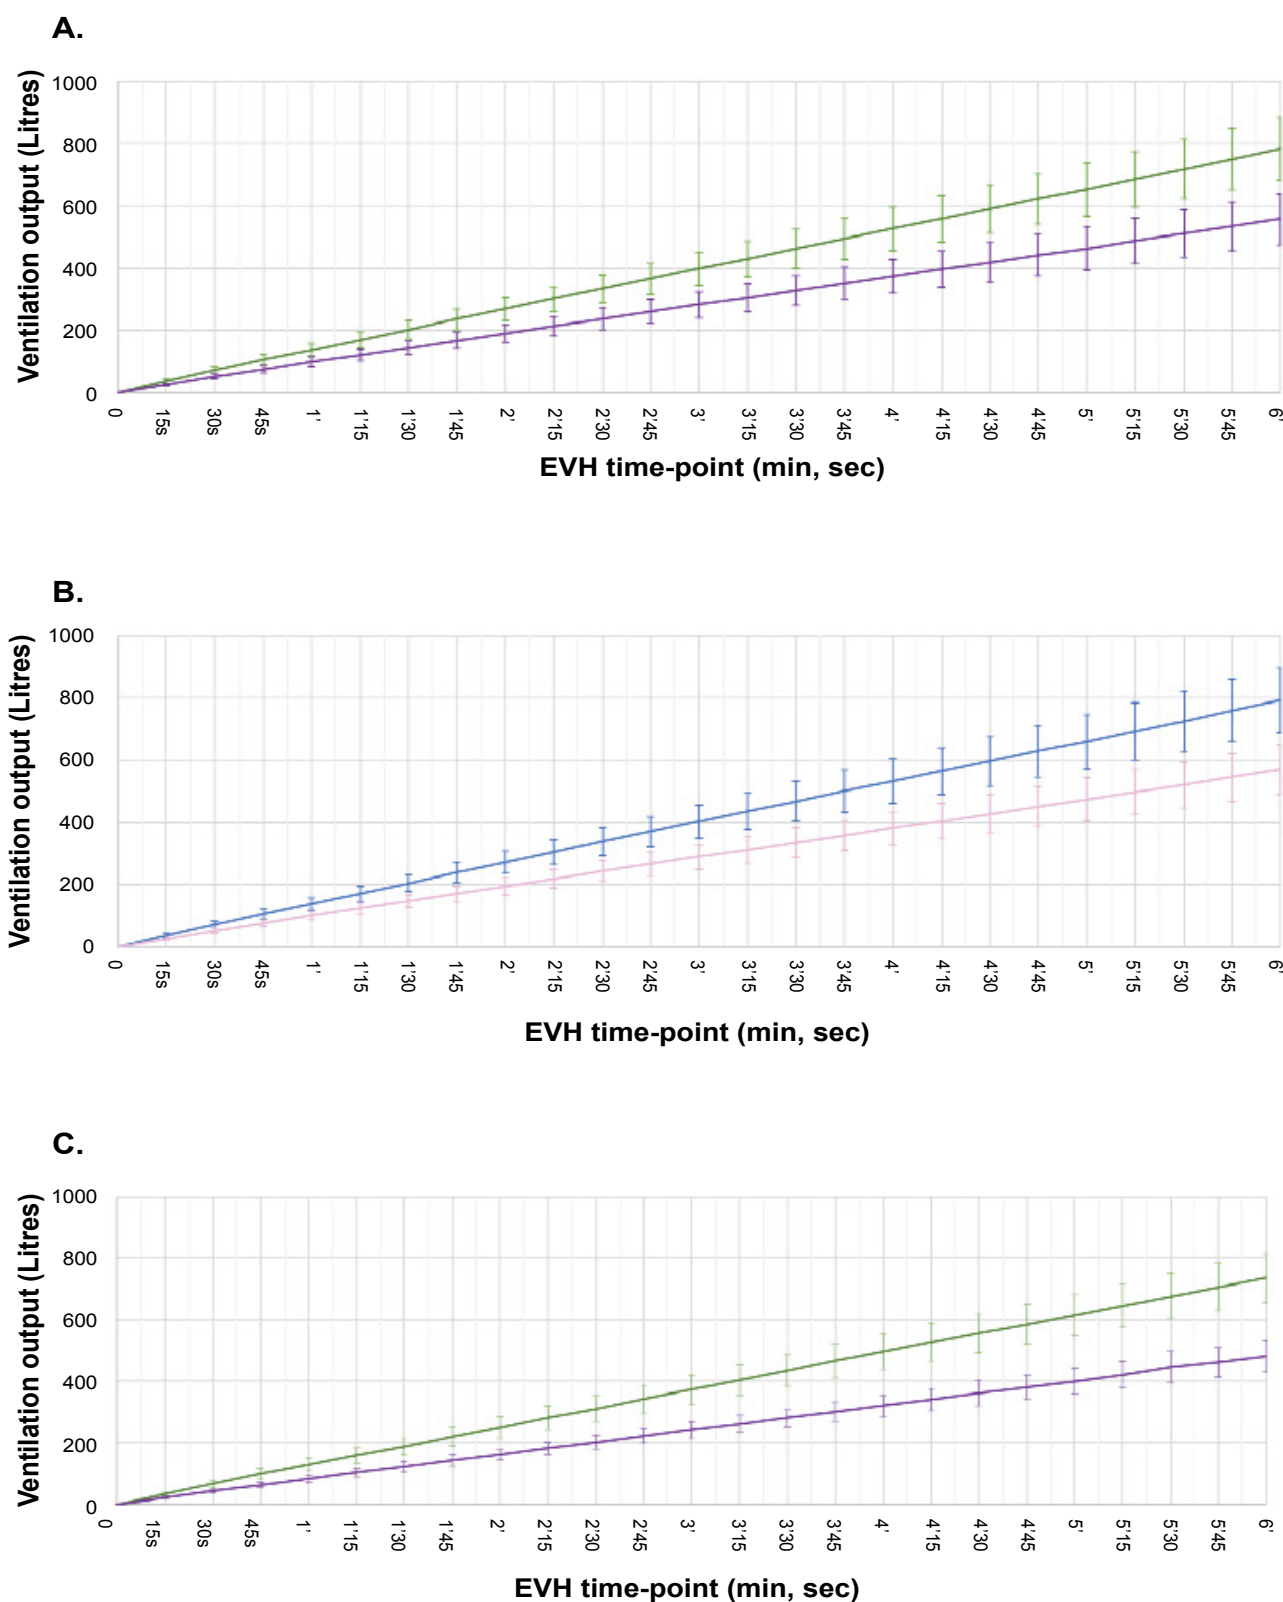 A.
Ventilation output (Litres)
1000
800
600
400
200
0
0 15s 30s 45s 1' 1'15 1'30 1'45 2' 2'15 2'30 2'45 3' 3'15 3'30 3'45 4' 4'15 4'30 4'45 5' 5'15 5'30 5'45 6'
EVH time-point (min, sec)
B.
Ventilation output (Litres)
1000
800
600
400
200
0
0 15s 30s 45s 1' 1'15 1'30 1'45 2' 2'15 2'30 2'45 3' 3'15 3'30 3'45 4' 4'15 4'30 4'45 5' 5'15 5'30 5'45 6'
EVH time-point (min, sec)
C.
Ventilation output (Litres)
1000
800
600
400
200
0
0 15s 30s 45s 1' 1'15 1'30 1'45 2' 2'15 2'30 2'45 3' 3'15 3'30 3'45 4' 4'15 4'30 4'45 5' 5'15 5'30 5'45 6'
EVH time-point (min, sec)